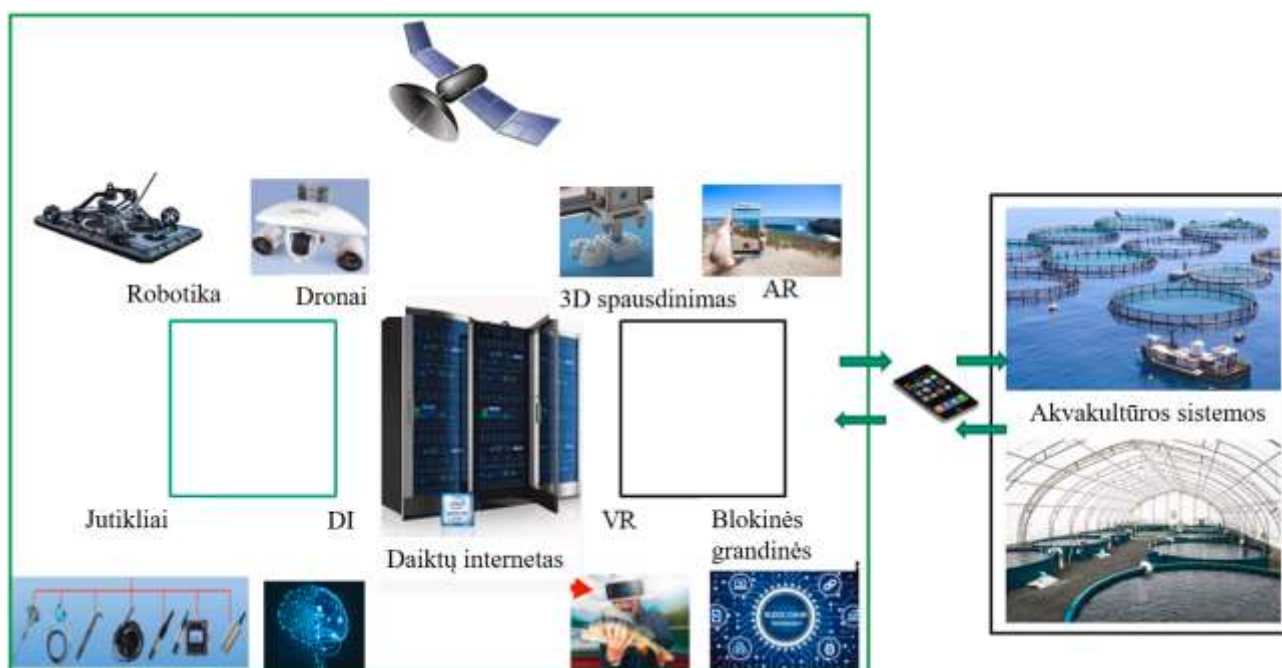 Robotika
Dronai
3D spausdinimas
AR
Akvakultūros sistemos
Jutikliai
DI
VR
Blokinės
grandinės
Daiktų internetas